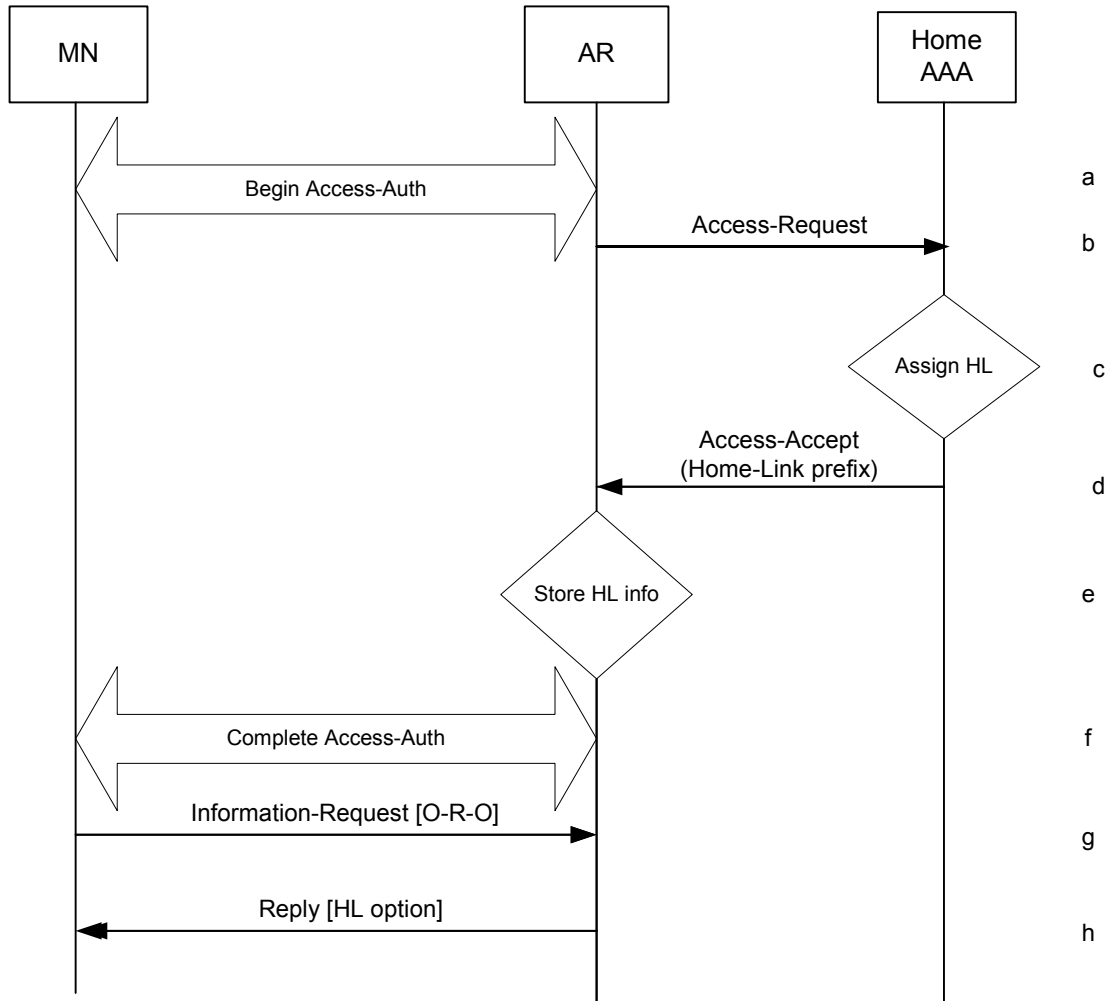 MN
AR
Home
AAA
Begin Access-Auth
a
Access-Request
b
Assign HL
c
Access-Accept
(Home-Link prefix)
d
Store HL info
e
Complete Access-Auth
f
Information-Request [O-R-O]
g
Reply [HL option]
h